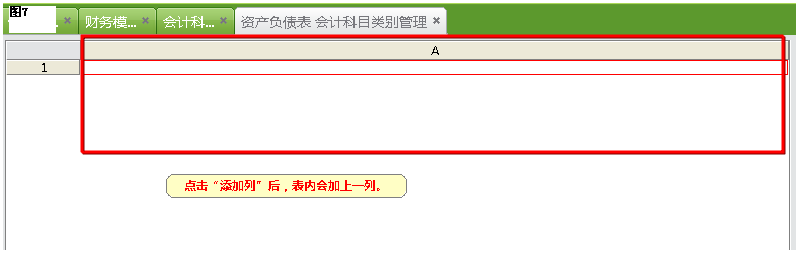 图7
财务模...
会计科...
资产负债表 会计科目类别管理
A
1
点击“添加列”后，表内会加上一列。